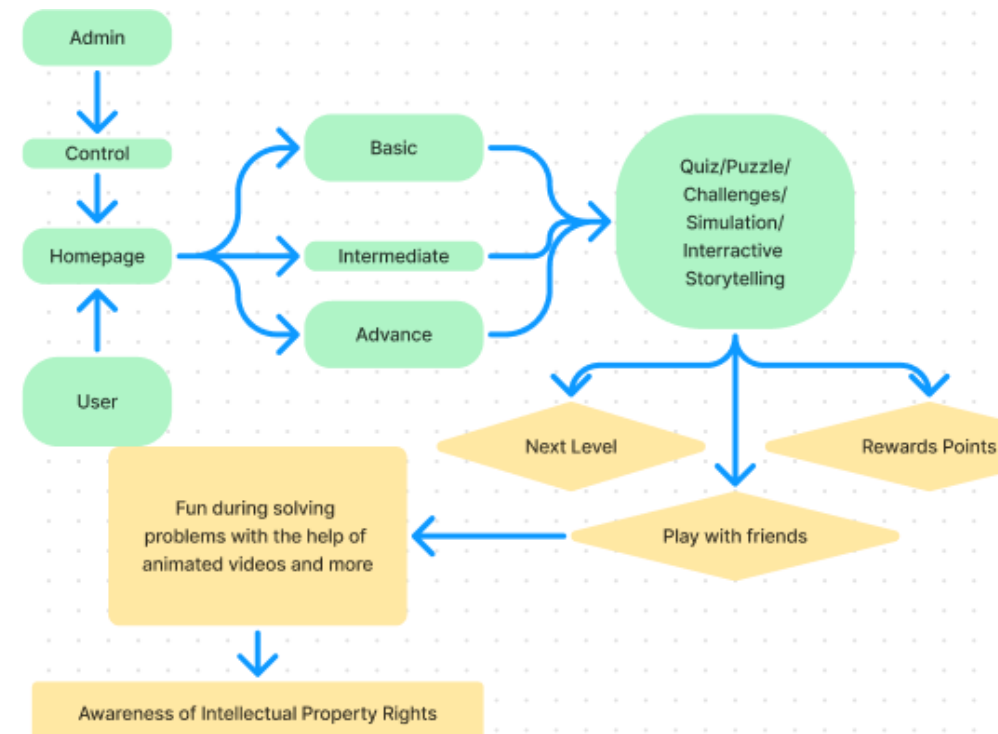 Admin
Control
Homepage
User
Basic
Intermediate
Advance
Quiz/Puzzle/
Challenges/
Simulation/
Interractive
Storytelling
Next Level
Rewards Points
Play with friends
Fun during solving
problems with the help of
animated videos and more
Awareness of Intellectual Property Rights